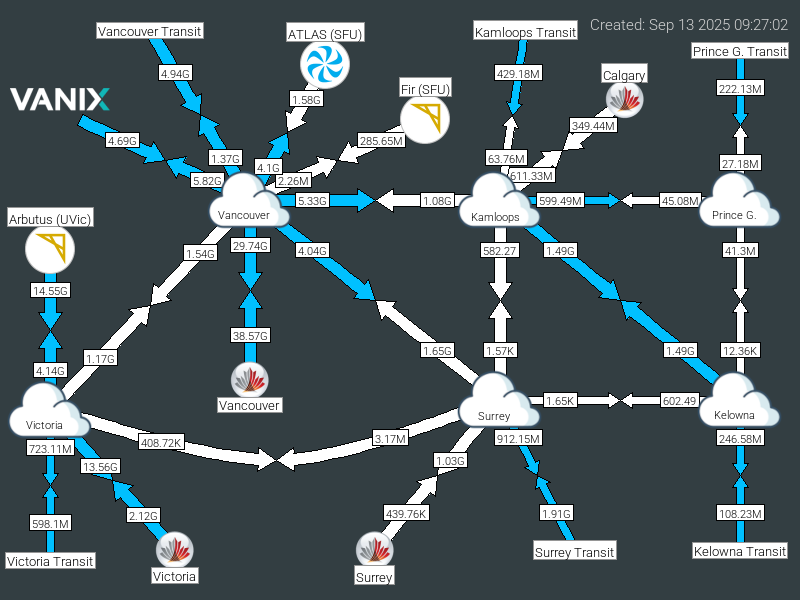 Created: Sep 13 2025 09:27:02
Vancouver Transit
ATLAS (SFU)
Kamloops Transit
Prince G. Transit
4.94G
429.18M
Calgary
222.13M
VANIX
1.58G
Fir (SFU)
349.44M
4.69G
285.65M
1.37G
4.1G
63.76M
27.18M
5.82G
2.26M
611.33M
5.33G
1.08G
599.49M
45.08M
Arbutus (UVic)
Vancouver
Kamloops
Prince G.
1.54G
29.74G
4.04G
582.27
1.49G
41.3M
14.55G
38.57G
1.17G
1.65G
1.57K
1.49G
12.36K
4.14G
Vancouver
1.65K
602.49
Victoria
Surrey
Kelowna
723.11M
408.72K
3.17M
912.15M
246.58M
13.56G
1.03G
598.1M
2.12G
439.76K
1.91G
108.23M
Victoria Transit
Victoria
Surrey
Surrey Transit
Kelowna Transit